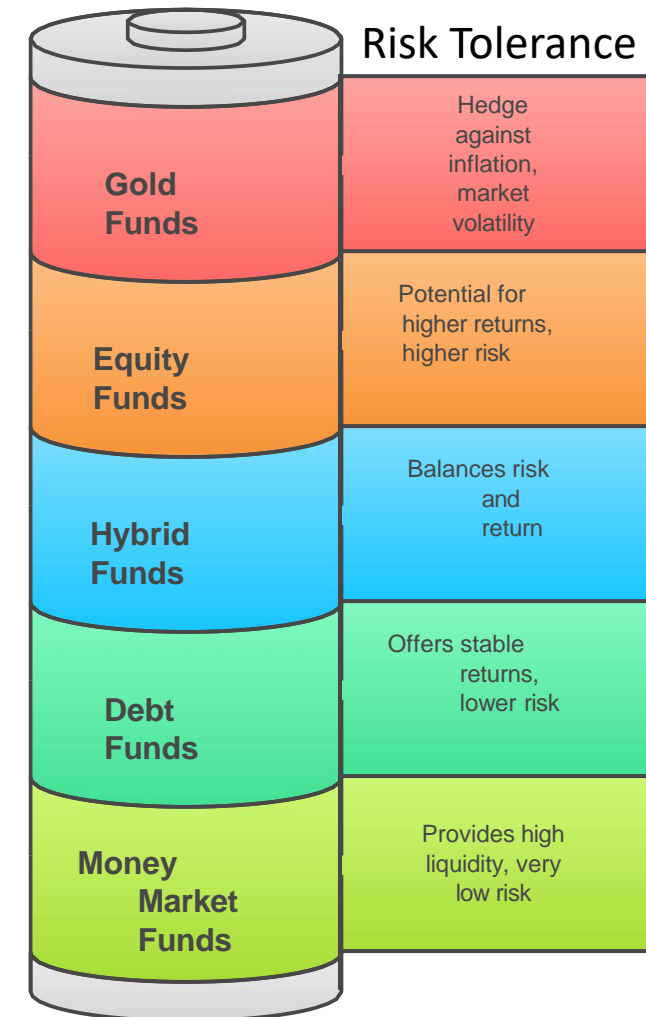 Risk Tolerance
Gold
Funds
Hedge
against
inflation,
market
volatility
Equity
Funds
Potential for
higher returns,
higher risk
Hybrid
Funds
Balances risk
and
return
Debt
Funds
Offers stable
returns,
lower risk
Money
Market
Funds
Provides high
liquidity, very
low risk